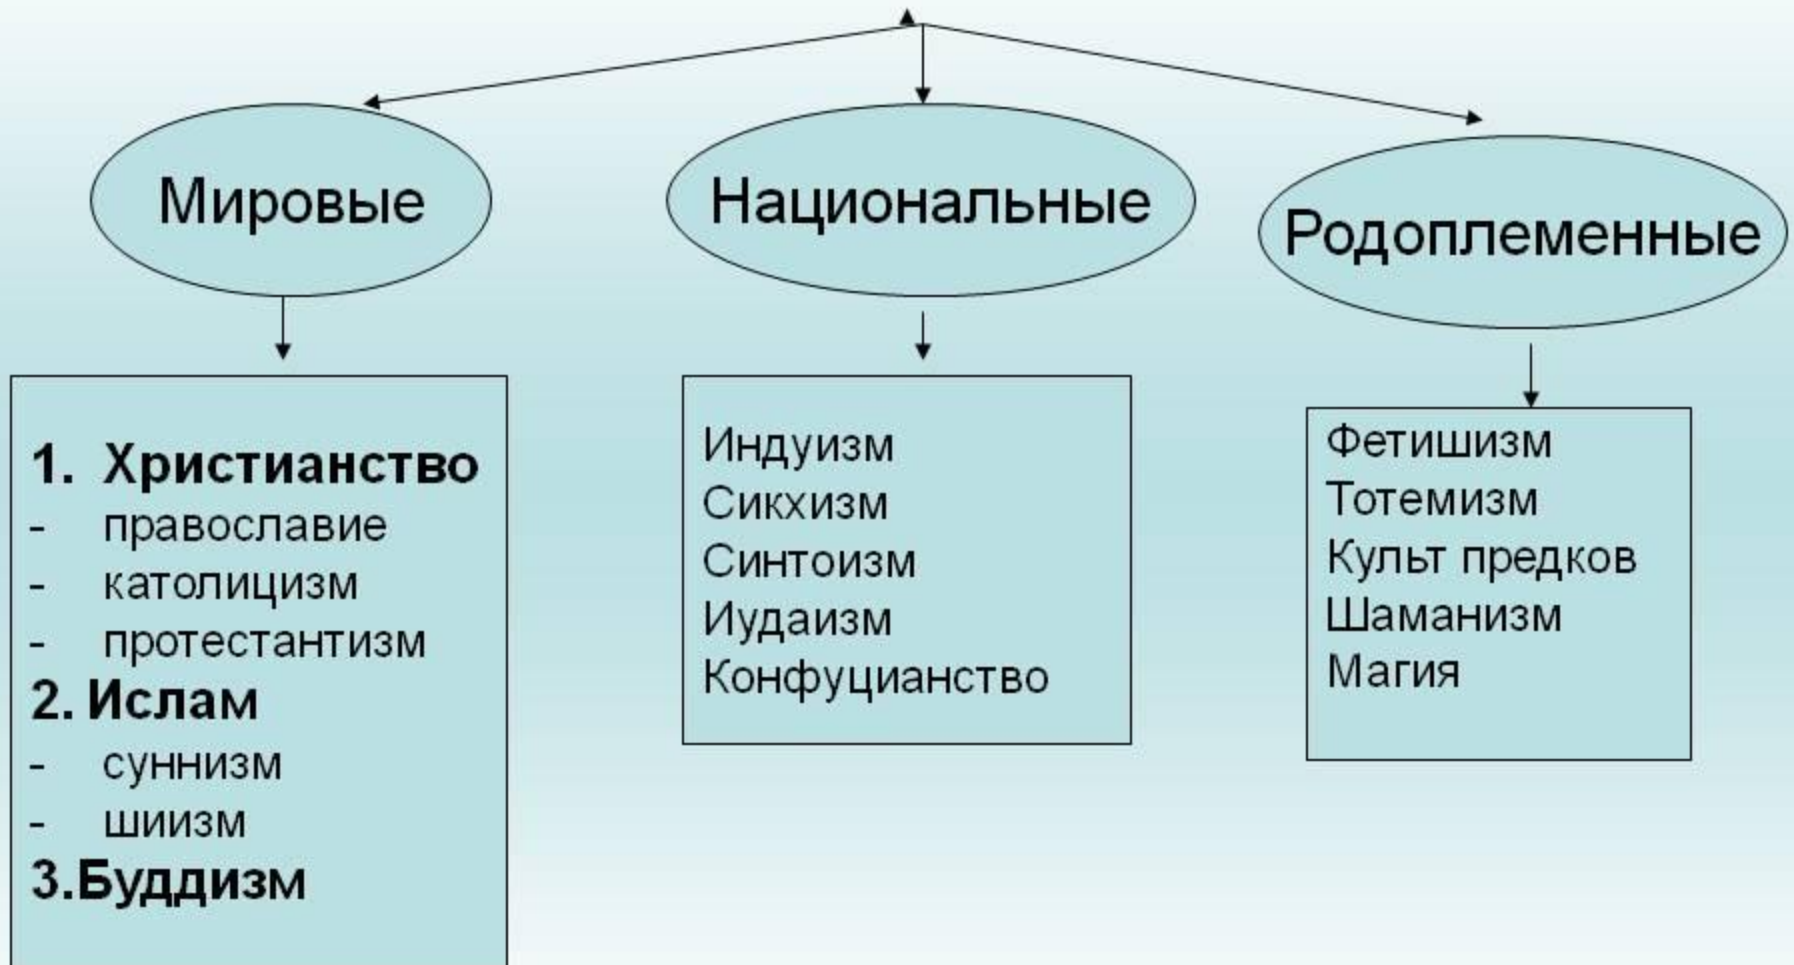 Мировые
Национальные
Родоплеменные
1. Христианство
- православие
- католицизм
- протестантизм
2. Ислам
- суннизм
- шиизм
3.Буддизм
Индуизм
Сикхизм
Синтоизм
Иудаизм
Конфуцианство
Фетишизм
Тотемизм
Культ предков
Шаманизм
Магия